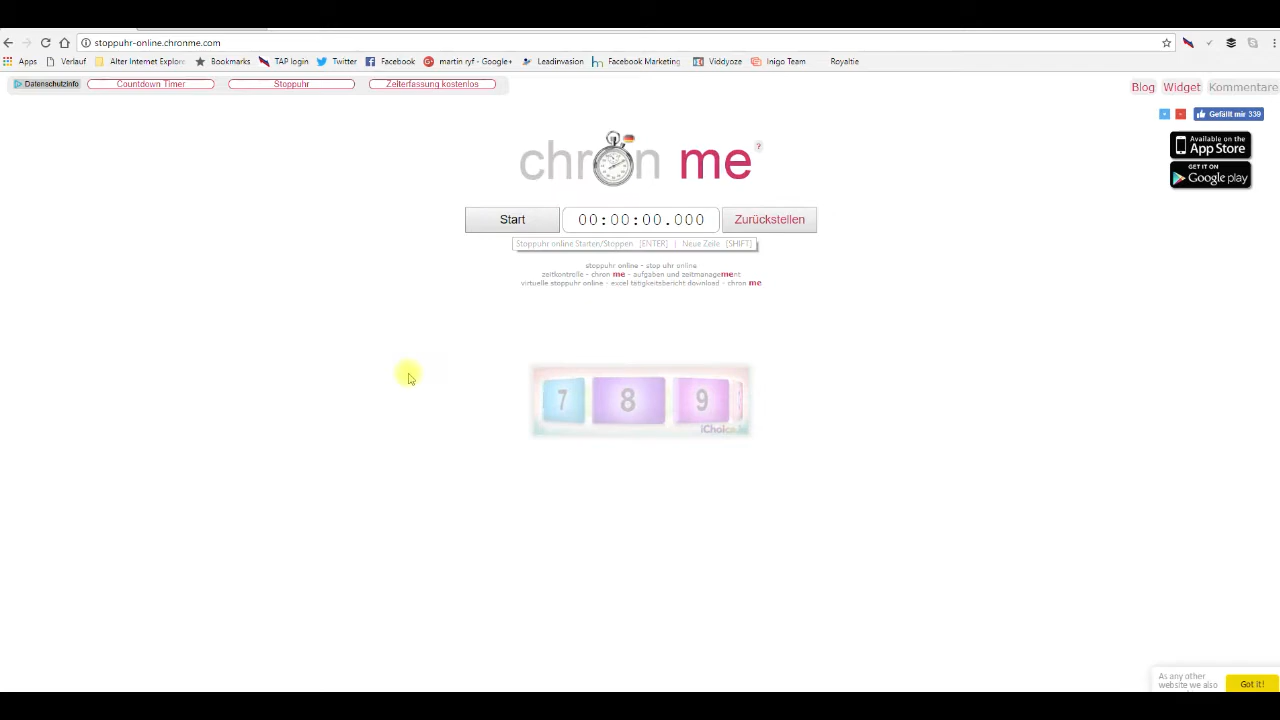 stoppuhr-online.chronme.com
Apps Verlauf Alter Internet Explore Bookmarks TAP login Twitter Facebook martin ryf - Google+ Leadinvasion Facebook Marketing Viddyoze Inigo Team Royaltie
Datenschutzinfo Countdown Timer Stoppuhr Zeiterfassung kostenlos
Blog Widget Kommentare
Gefällt mir 339
chron me ?
Available on the
App Store
GET IT ON
Google play
Start 00:00:00.000 Zurückstellen
Stoppuhr online Starten/Stoppen [ENTER] | Neue Zeile [SHIFT]
stoppuhr online - stop uhr online
zeitkontrolle - chron me - aufgaben und zeitmanagement
virtuelle stoppuhr online - excel tatigkeitsbericht download - chron me
7 8 9
As any other
website we also
Got it!